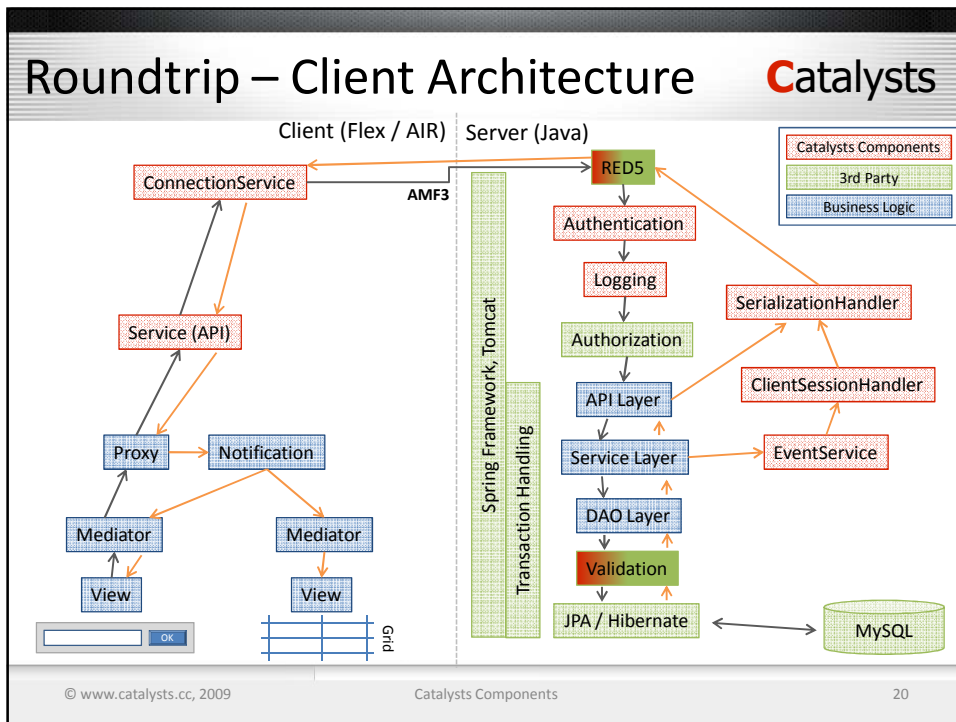 Roundtrip – Client Architecture
Catalysts
Client (Flex / AIR)
Server (Java)
Catalysts Components
3rd Party
Business Logic
ConnectionService
AMF3
RED5
Authentication
Logging
Authorization
SerializationHandler
Service (API)
Spring Framework, Tomcat
Transaction Handling
API Layer
ClientSessionHandler
Proxy
Notification
Service Layer
EventService
Mediator
Mediator
DAO Layer
View
View
Validation
OK
Grid
JPA / Hibernate
MySQL
© www.catalysts.cc, 2009
Catalysts Components
20